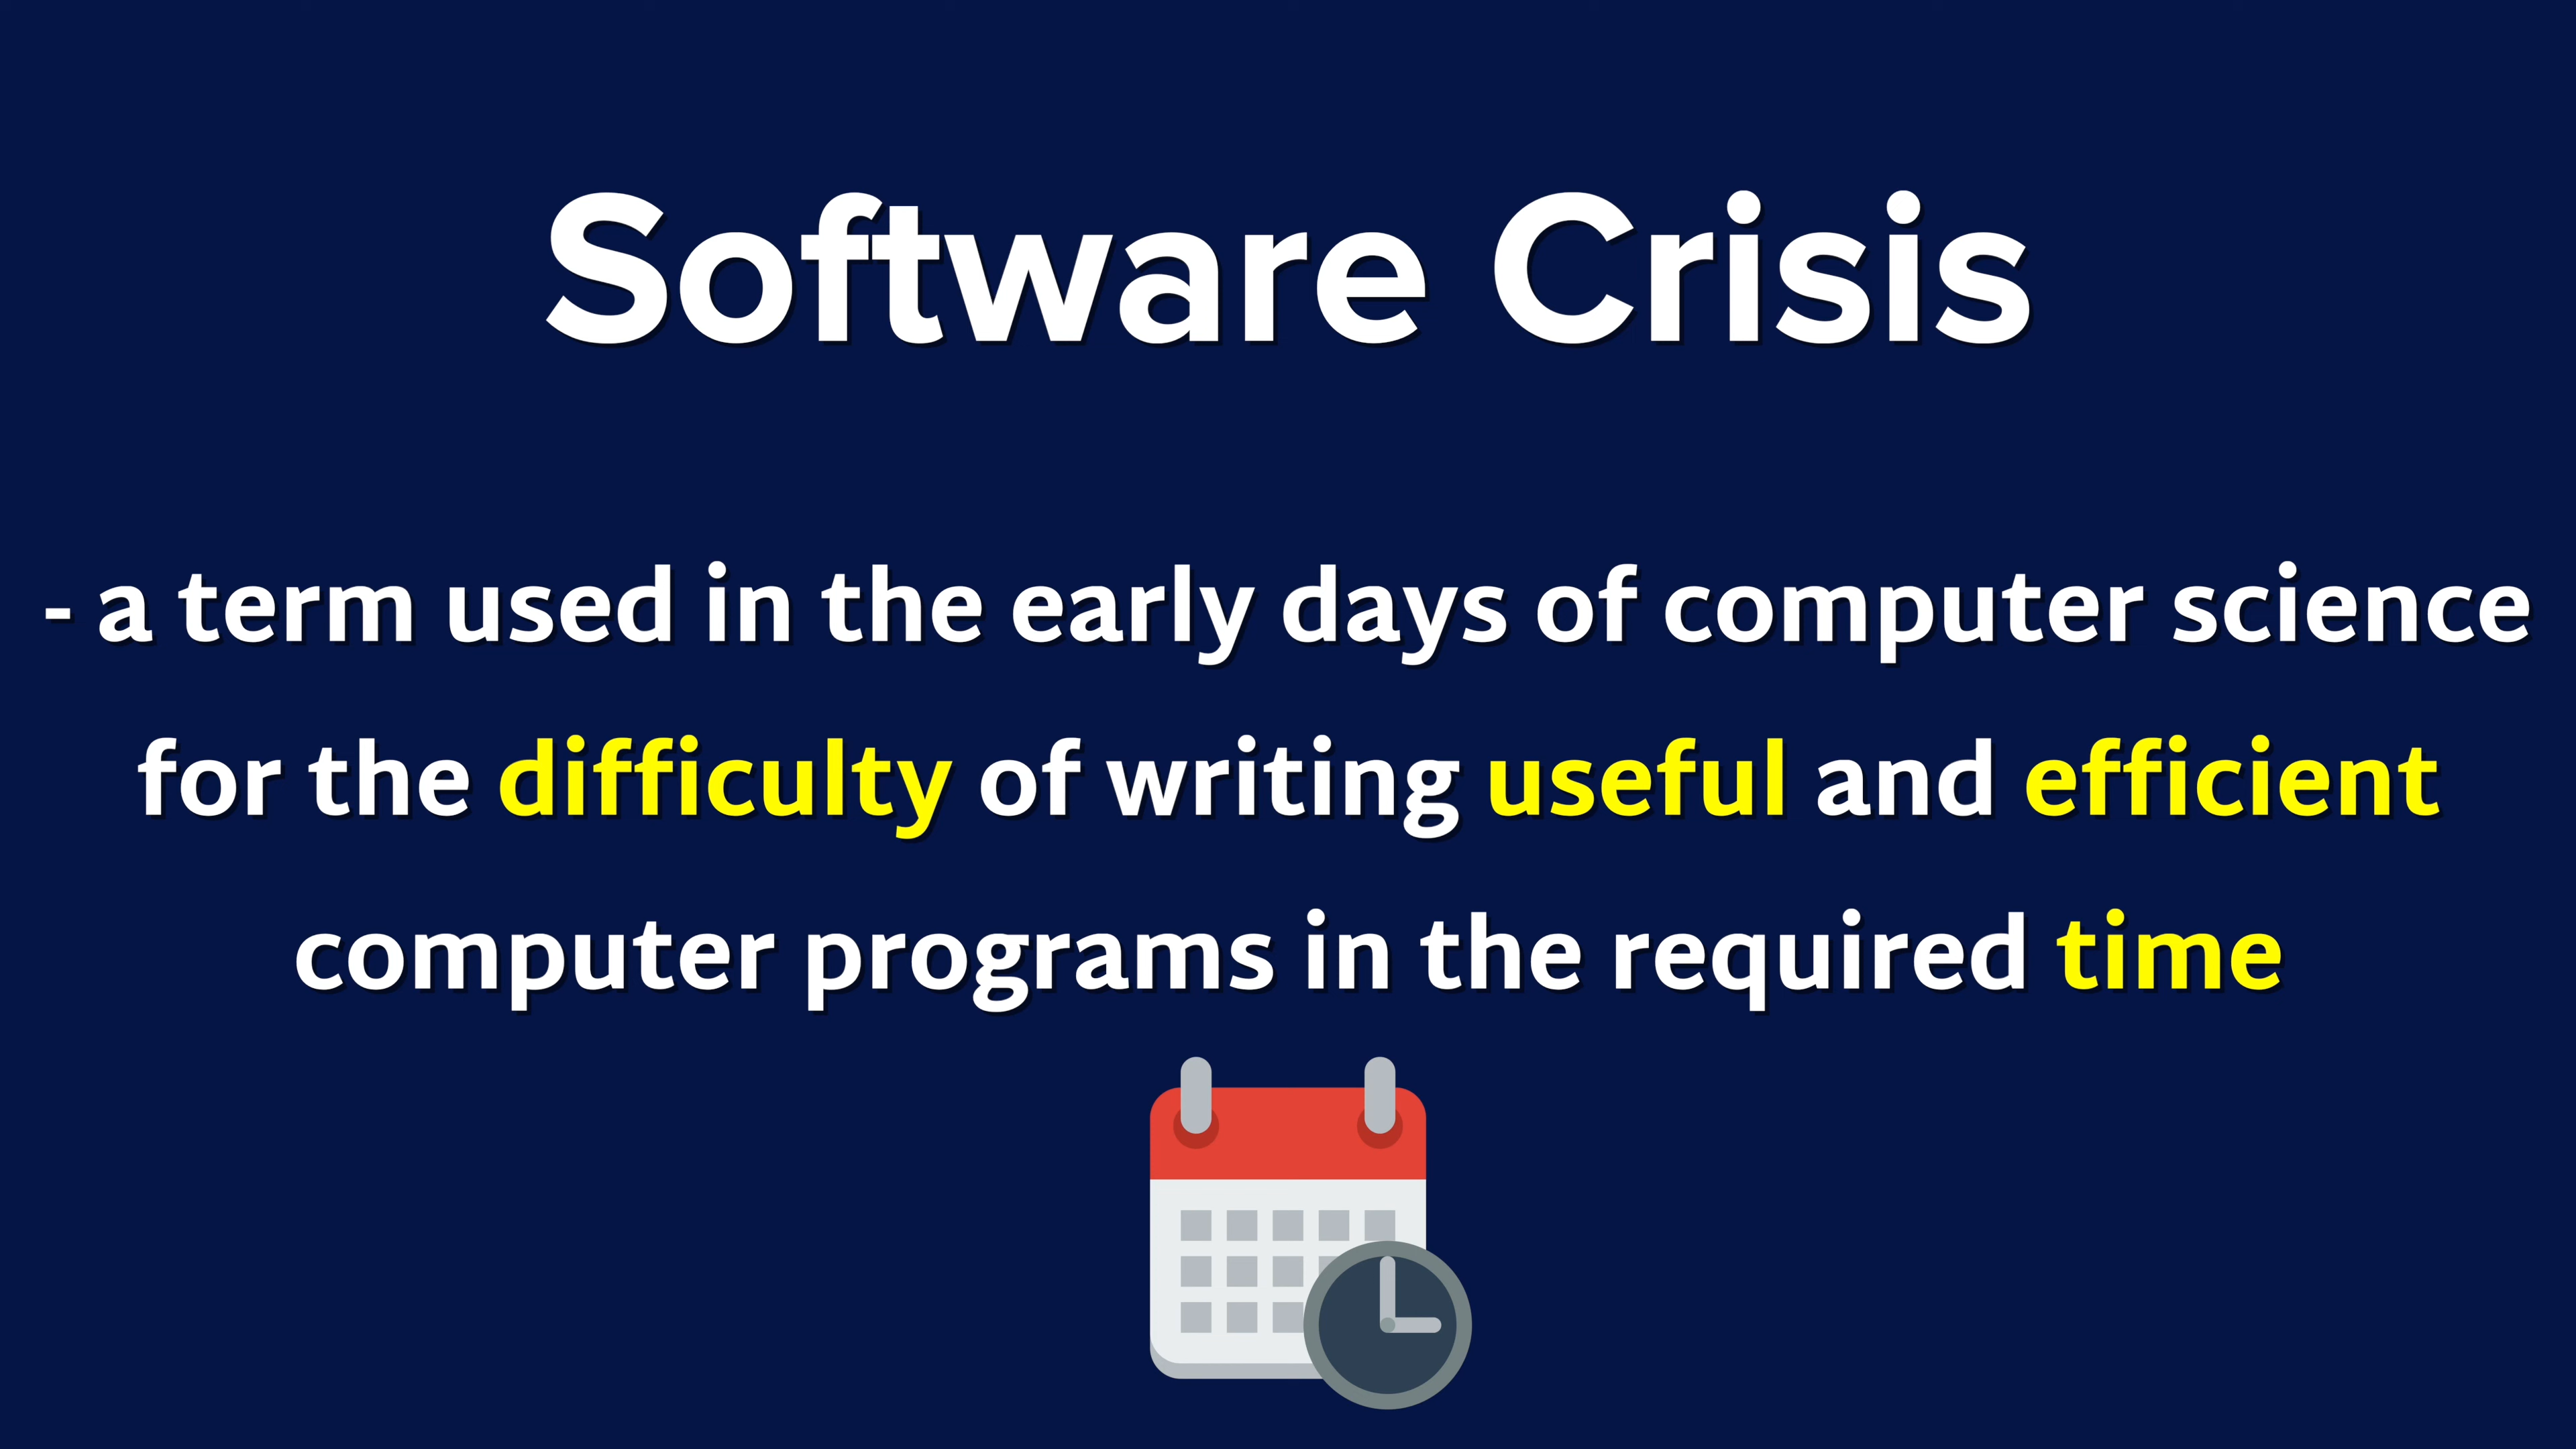 Software Crisis
- a term used in the early days of computer science
for the difficulty of writing useful and efficient
computer programs in the required time